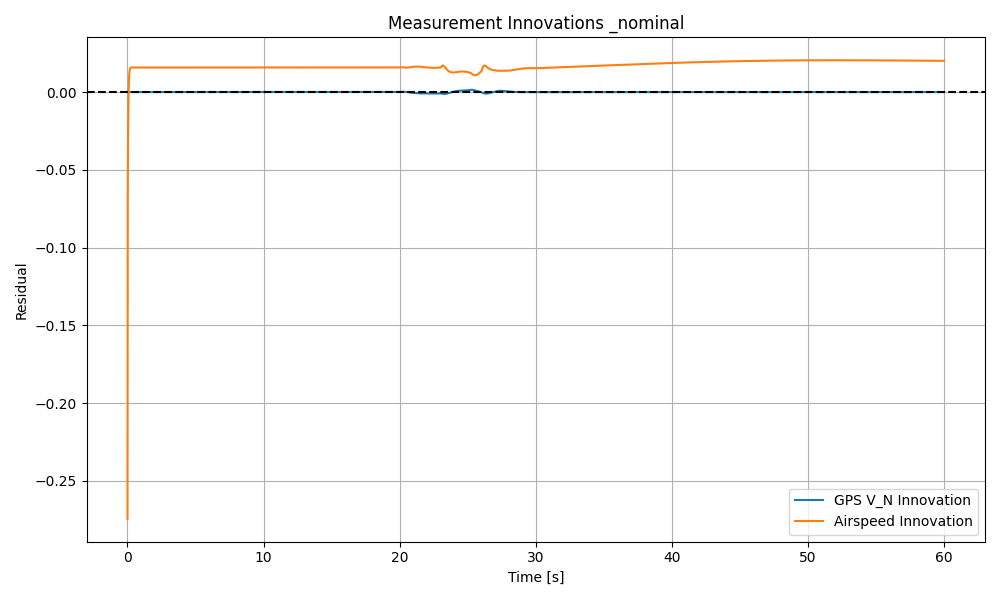 Measurement Innovations _nominal
Residual
0.00
−0.05
−0.10
−0.15
−0.20
−0.25
GPS V_N Innovation
Airspeed Innovation
0 10 20 30 40 50 60
Time [s]